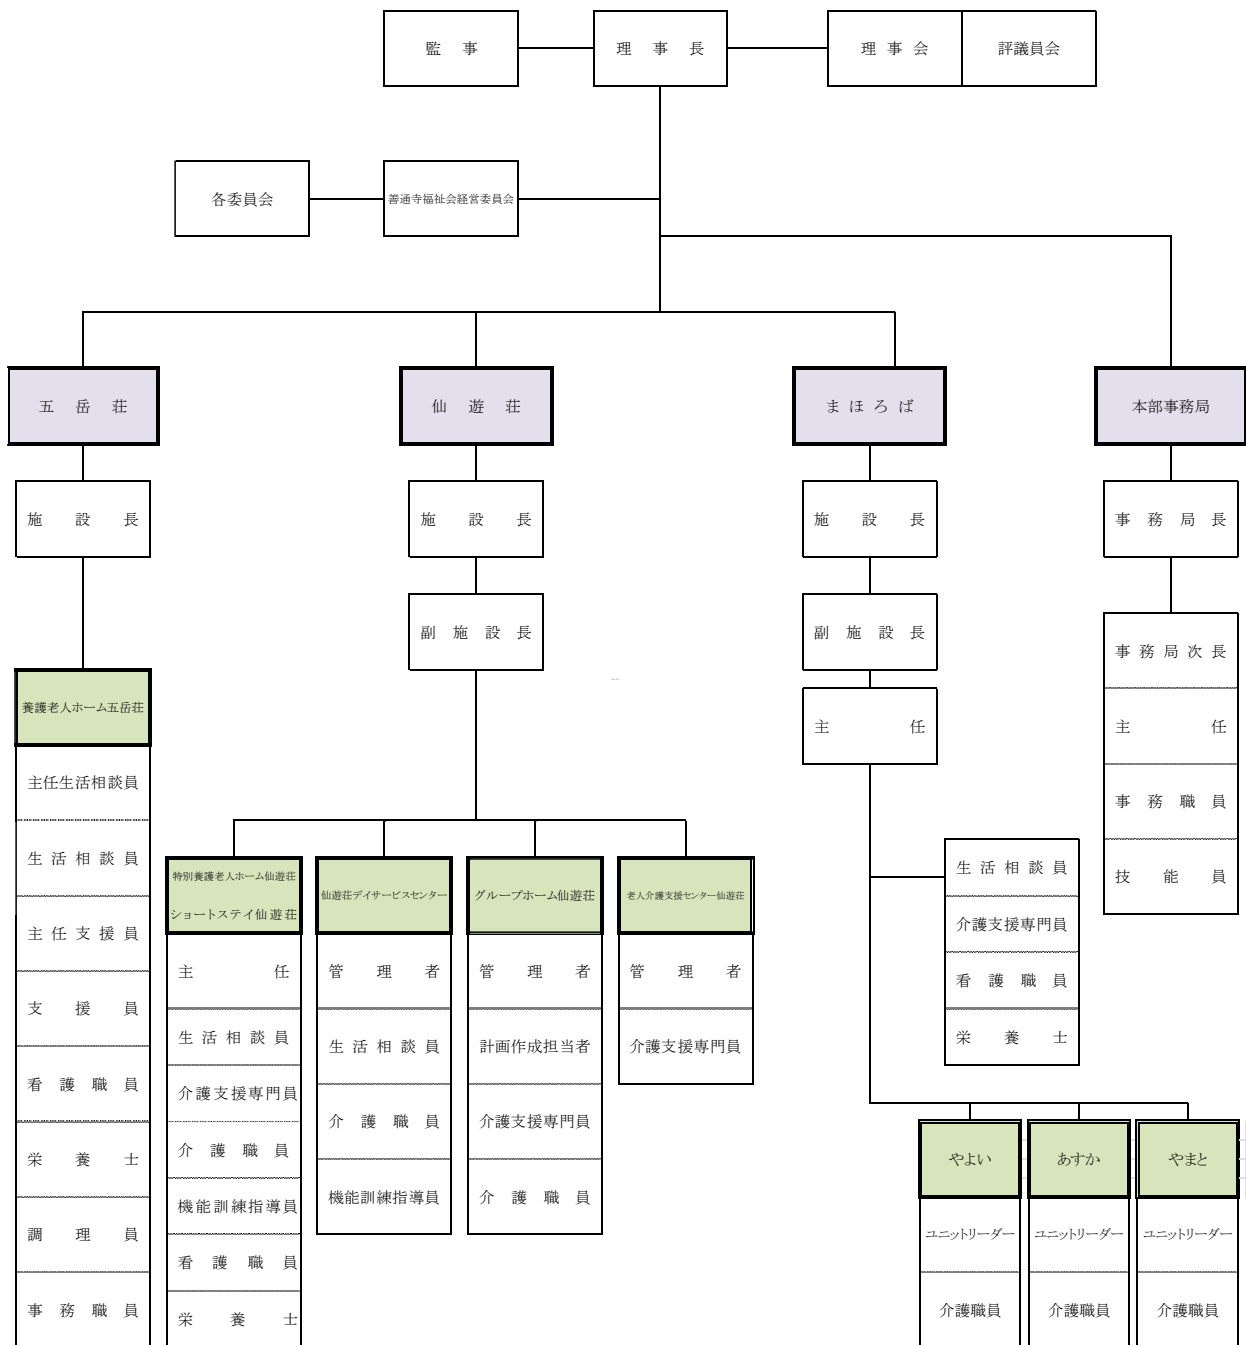 監事
理事長
理事会
評議員会
各委員会
善通寺福祉会経営委員会
五岳荘
仙遊荘
まほろば
本部事務局
施設長
施設長
施設長
事務局長
副施設長
副施設長
主任
事務局次長
主任
事務職員
技能員
養護老人ホーム五岳荘
主任生活相談員
生活相談員
主任支援員
支援員
看護職員
栄養士
調理員
事務職員
特別養護老人ホーム仙遊荘
ショートステイ仙遊荘
主任
生活相談員
介護支援専門員
介護職員
機能訓練指導員
看護職員
栄養士
仙遊荘デイサービスセンター
管理者
生活相談員
介護職員
機能訓練指導員
グループホーム仙遊荘
管理者
計画作成担当者
介護支援専門員
介護職員
老人介護支援センター仙遊荘
管理者
介護支援専門員
生活相談員
介護支援専門員
看護職員
栄養士
やよい
ユニットリーダー
介護職員
あすか
ユニットリーダー
介護職員
やまと
ユニットリーダー
介護職員